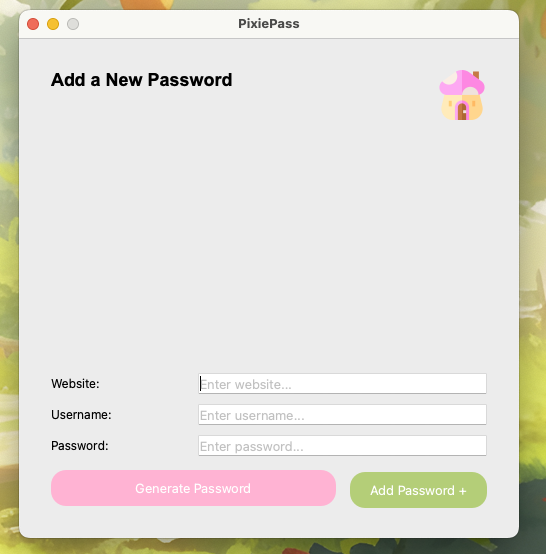 PixiePass
Add a New Password
Website:
Enter website...
Username:
Enter username...
Password:
Enter password...
Generate Password
Add Password +